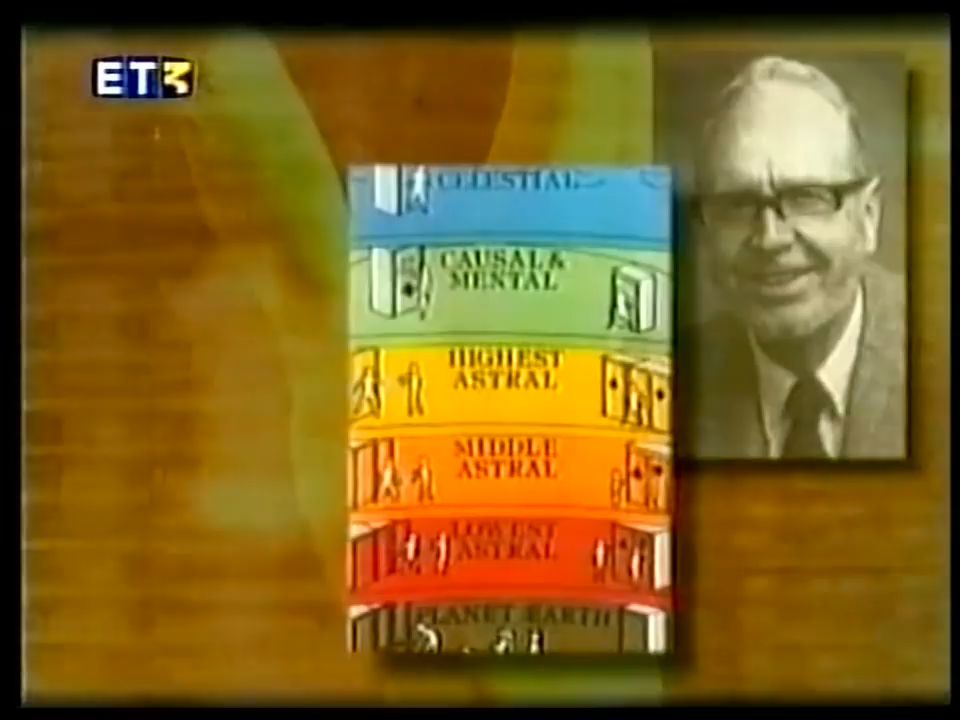 ET3
CELESTIAL
CAUSAL &
MENTAL
HIGHEST
ASTRAL
MIDDLE
ASTRAL
LOWEST
ASTRAL
PLANET EARTH